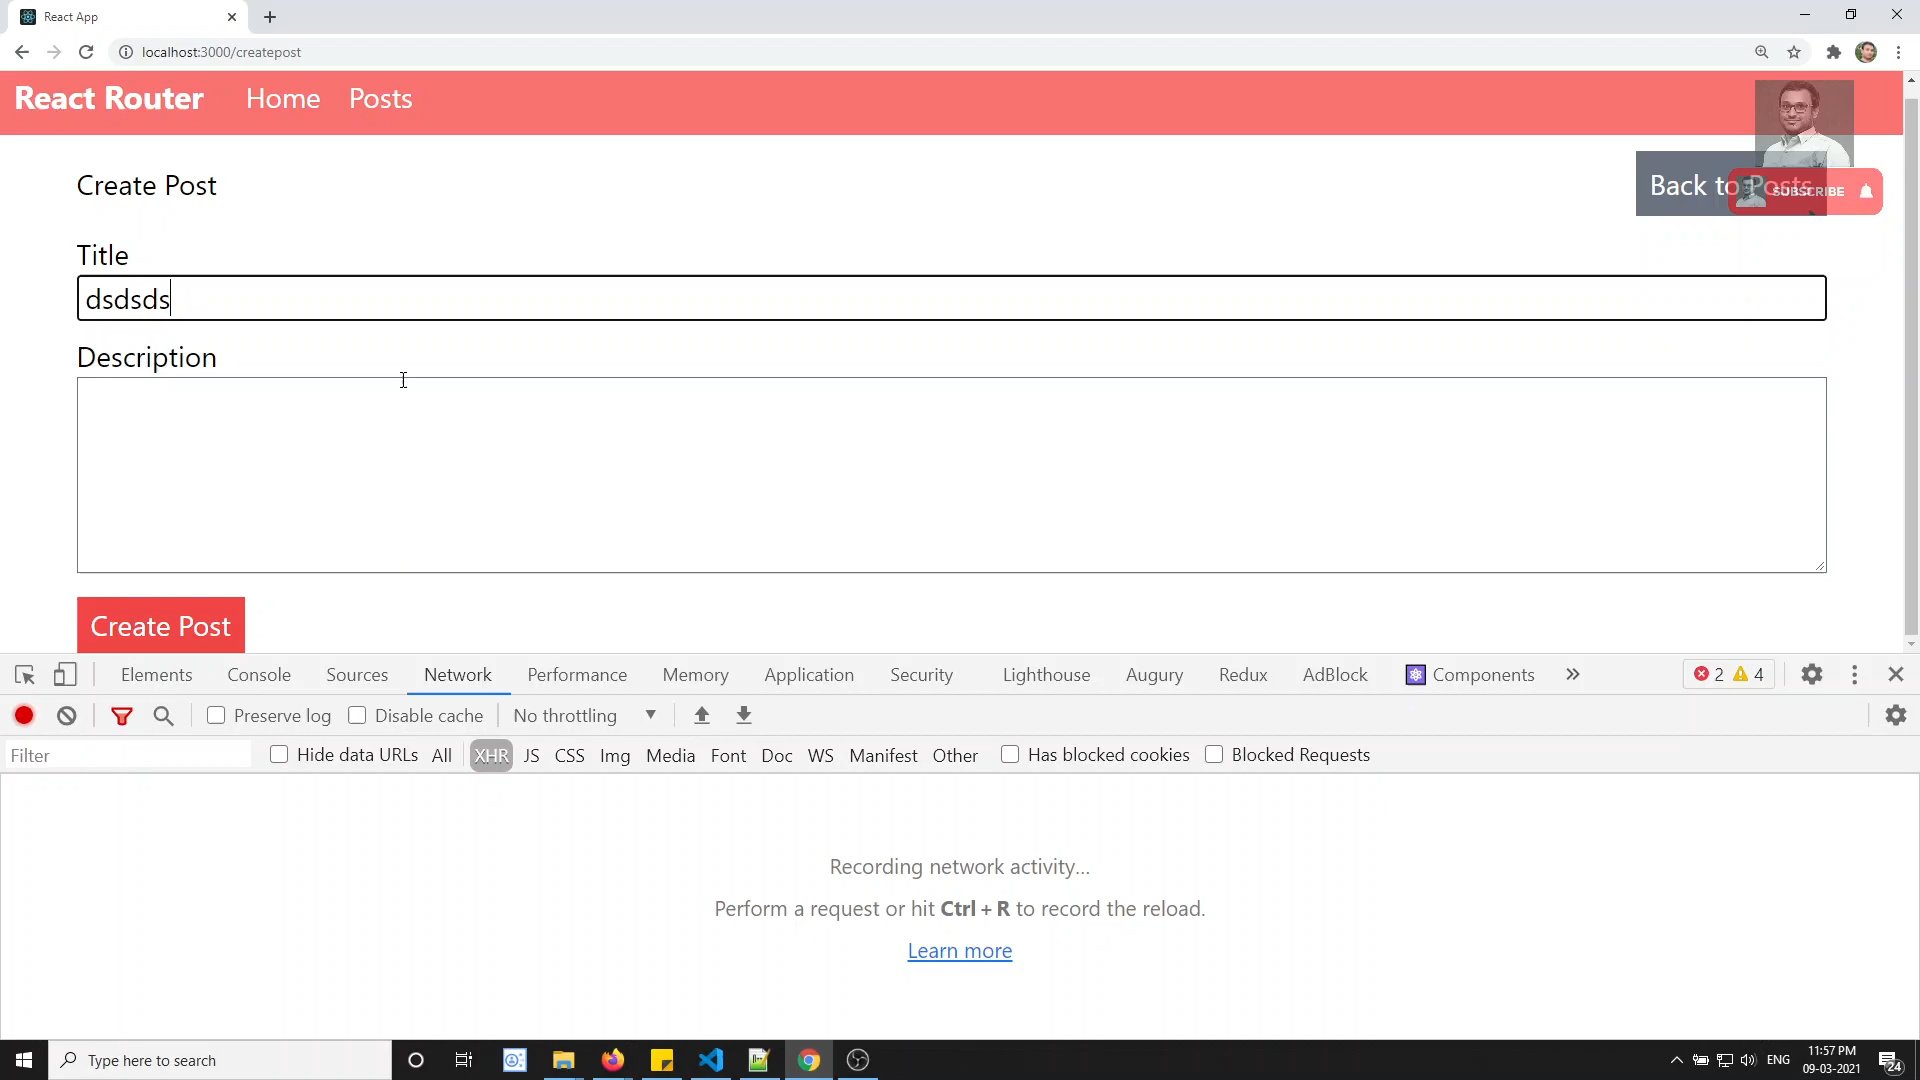 React App
localhost:3000/createpost
React Router Home Posts
Create Post
Back to Posts
SUBSCRIBE
Title
dsdsds
Description
Create Post
Elements Console Sources Network Performance Memory Application Security Lighthouse Augury Redux AdBlock Components » 2 4
Preserve log Disable cache No throttling
Filter Hide data URLs All XHR JS CSS Img Media Font Doc WS Manifest Other Has blocked cookies Blocked Requests
Recording network activity...
Perform a request or hit Ctrl + R to record the reload.
Learn more
Type here to search
ENG
11:57 PM
09-03-2021
24